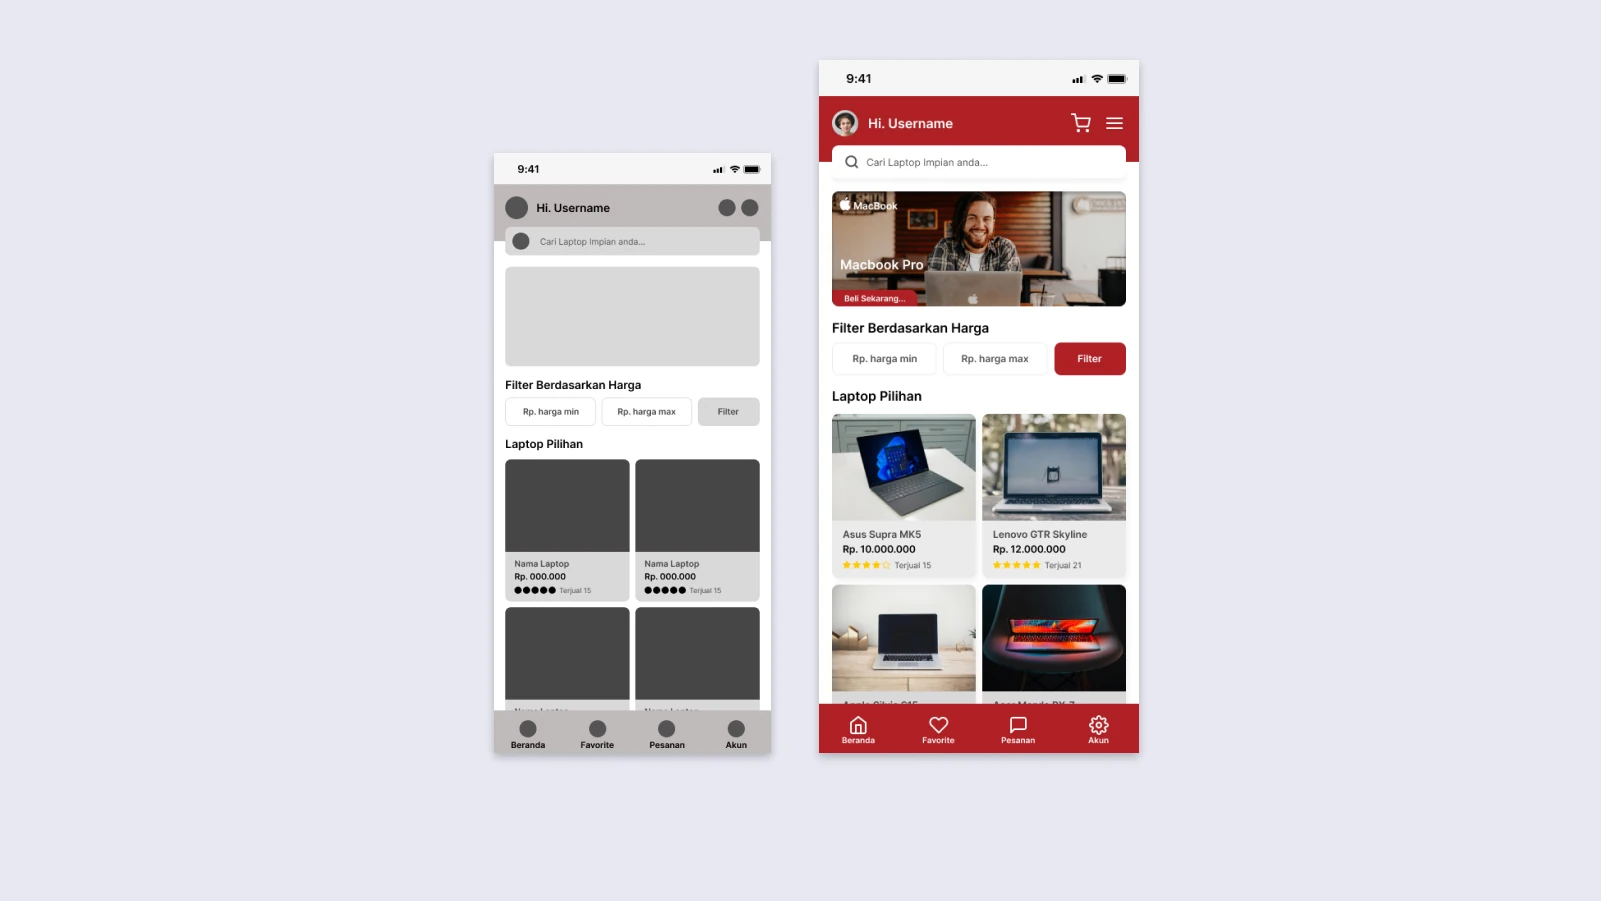 9:41
Hi. Username
Cari Laptop Impian anda...
Filter Berdasarkan Harga
Rp. harga min
Rp. harga max
Filter
Laptop Pilihan
Nama Laptop
Rp. 000.000
Terjual 15
Nama Laptop
Rp. 000.000
Terjual 15
Beranda
Favorite
Pesanan
Akun
9:41
Hi. Username
Cari Laptop Impian anda...
MacBook
Macbook Pro
Beli Sekarang...
Filter Berdasarkan Harga
Rp. harga min
Rp. harga max
Filter
Laptop Pilihan
Asus Supra MK5
Rp. 10.000.000
Terjual 15
Lenovo GTR Skyline
Rp. 12.000.000
Terjual 21
Beranda
Favorite
Pesanan
Akun